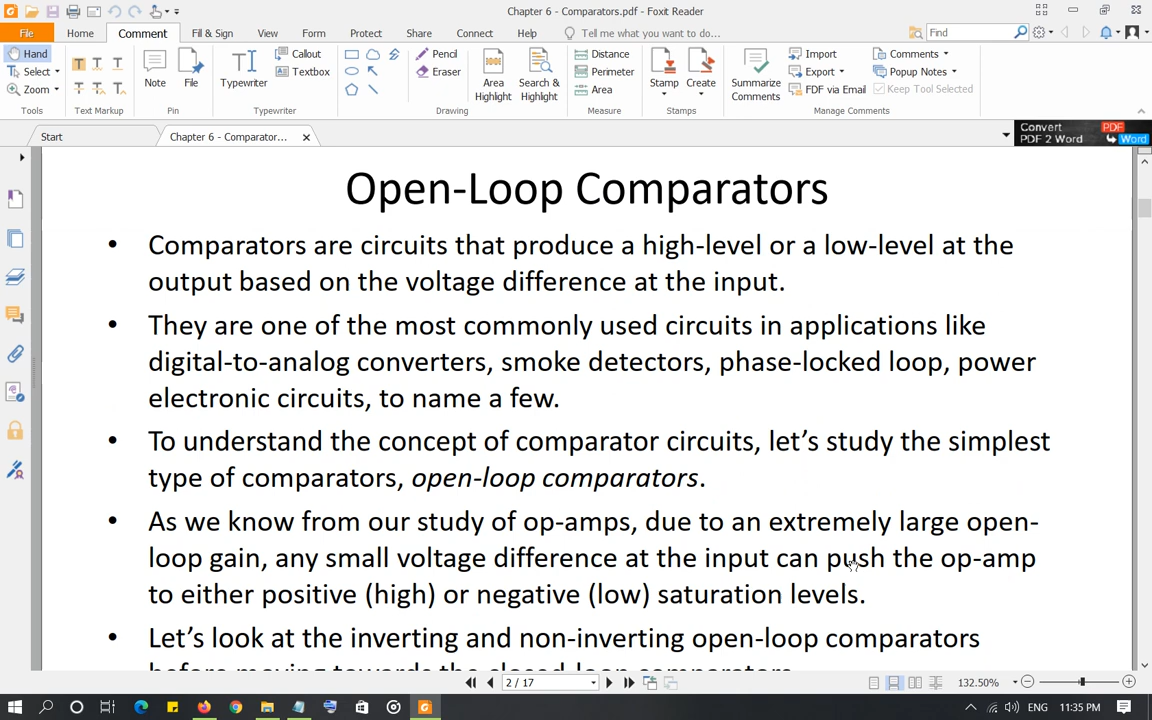 Chapter 6 - Comparators.pdf - Foxit Reader
File Home Comment Fill & Sign View Form Protect Share Connect Help Tell me what you want to do... Find
Hand
Select
Zoom
Tools
T T T
T T T
Text Markup
Note File
Pin
Typewriter
Callout
Textbox
Typewriter
Pencil
Eraser
Drawing
Area Highlight
Search & Highlight
Distance
Perimeter
Area
Measure
Stamp Create
Stamps
Summarize Comments
Import
Export
FDF via Email
Comments
Popup Notes
Keep Tool Selected
Manage Comments
Start
Chapter 6 - Comparator...
Convert PDF
PDF 2 Word Word
Open-Loop Comparators
• Comparators are circuits that produce a high-level or a low-level at the
output based on the voltage difference at the input.
• They are one of the most commonly used circuits in applications like
digital-to-analog converters, smoke detectors, phase-locked loop, power
electronic circuits, to name a few.
• To understand the concept of comparator circuits, let’s study the simplest
type of comparators, open-loop comparators.
• As we know from our study of op-amps, due to an extremely large open-
loop gain, any small voltage difference at the input can push the op-amp
to either positive (high) or negative (low) saturation levels.
• Let’s look at the inverting and non-inverting open-loop comparators
before moving towards the closed-loop comparators.
2 / 17
132.50%
ENG 11:35 PM